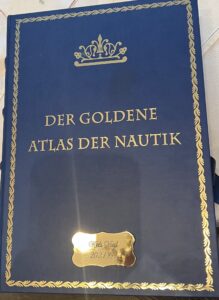 DER GOLDENE
ATLAS DER NAUTIK